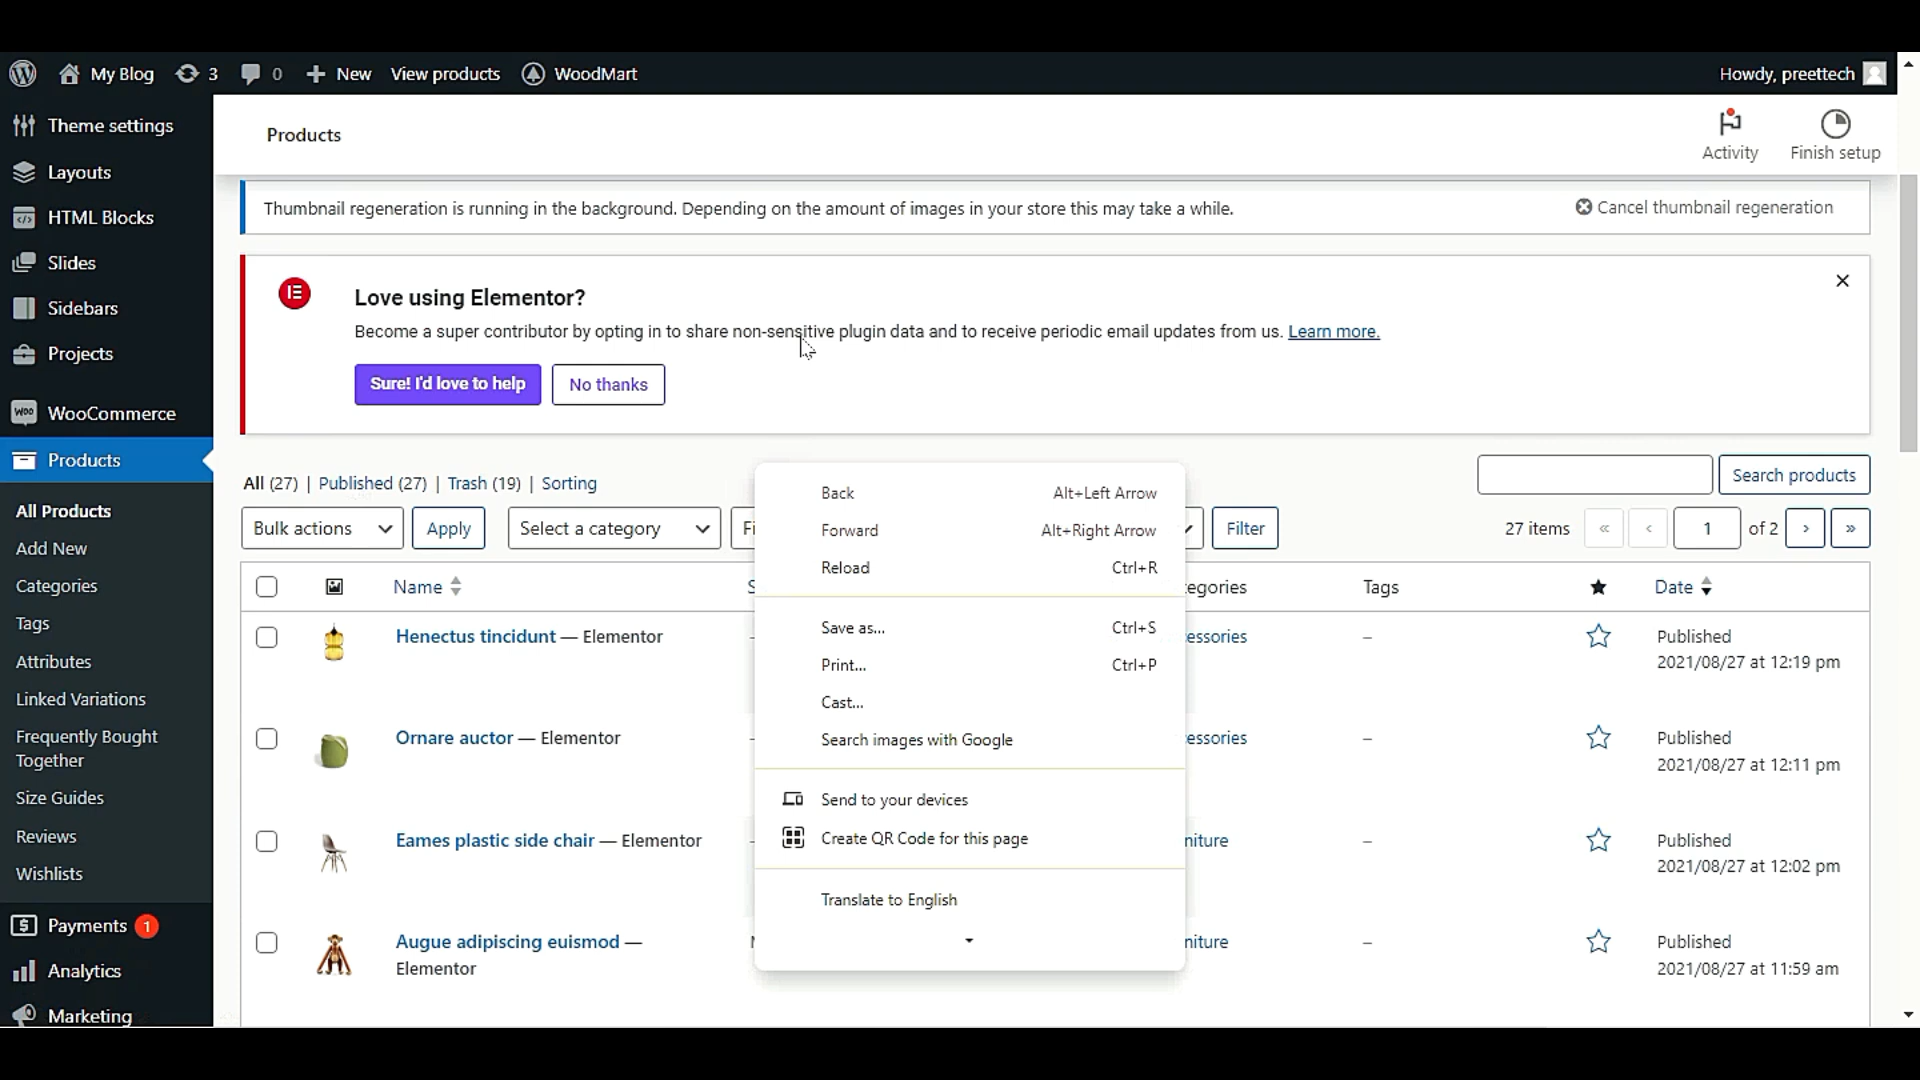 My Blog 3 0 New View products WoodMart Howdy, preettech
Theme settings
Layouts
HTML Blocks
Slides
Sidebars
Projects
WooCommerce
Products
All Products
Add New
Categories
Tags
Attributes
Linked Variations
Frequently Bought
Together
Size Guides
Reviews
Wishlists
Payments 1
Analytics
Marketing
Products
Activity
Finish setup
Thumbnail regeneration is running in the background. Depending on the amount of images in your store this may take a while.
Cancel thumbnail regeneration
Love using Elementor?
Become a super contributor by opting in to share non-sensitive plugin data and to receive periodic email updates from us. Learn more.
Sure! I'd love to help
No thanks
All (27) | Published (27) | Trash (19) | Sorting
Search products
Bulk actions
Apply
Select a category
Filter
27 items « ‹ 1 of 2 › »
Name
Tags
Date
Henectus tincidunt — Elementor
–
Published
2021/08/27 at 12:19 pm
Ornare auctor — Elementor
–
Published
2021/08/27 at 12:11 pm
Eames plastic side chair — Elementor
–
Published
2021/08/27 at 12:02 pm
Augue adipiscing euismod —
Elementor
–
Published
2021/08/27 at 11:59 am
Back Alt+Left Arrow
Forward Alt+Right Arrow
Reload Ctrl+R
Save as... Ctrl+S
Print... Ctrl+P
Cast...
Search images with Google
Send to your devices
Create QR Code for this page
Translate to English